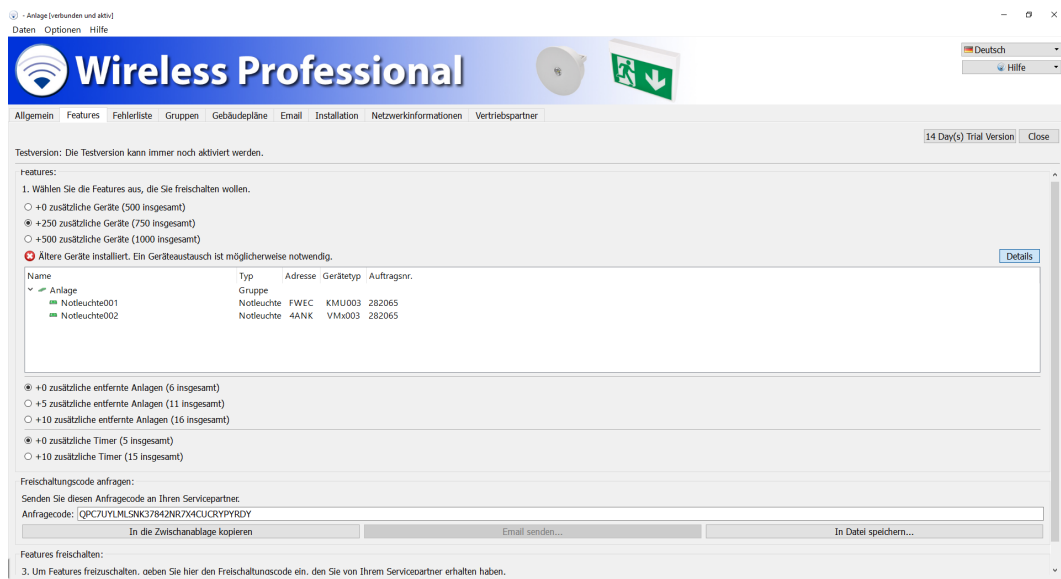 - Anlage [verbunden und aktiv]
Daten Optionen Hilfe
Wireless Professional
Deutsch
Hilfe
Allgemein Features Fehlerliste Gruppen Gebäudepläne Email Installation Netzwerkinformationen Vertriebspartner
14 Day(s) Trial Version Close
Testversion: Die Testversion kann immer noch aktiviert werden.
Features:
1. Wählen Sie die Features aus, die Sie freischalten wollen.
+0 zusätzliche Geräte (500 insgesamt)
+250 zusätzliche Geräte (750 insgesamt)
+500 zusätzliche Geräte (1000 insgesamt)
Ältere Geräte installiert. Ein Geräteaustausch ist möglicherweise notwendig. Details
Name Typ Adresse Gerätetyp Auftragsnr.
Anlage Gruppe
Notleuchte001 Notleuchte FWEC KMU003 282065
Notleuchte002 Notleuchte 4ANK VMx003 282065
+0 zusätzliche entfernte Anlagen (6 insgesamt)
+5 zusätzliche entfernte Anlagen (11 insgesamt)
+10 zusätzliche entfernte Anlagen (16 insgesamt)
+0 zusätzliche Timer (5 insgesamt)
+10 zusätzliche Timer (15 insgesamt)
Freischaltungscode anfragen:
Senden Sie diesen Anfragecode an Ihren Servicepartner.
Anfragecode: QPC7UYLMLSNK37842NR7X4CUCRYPYRDY
In die Zwischanablage kopieren Email senden... In Datei speichern...
Features freischalten:
3. Um Features freizuschalten, geben Sie hier den Freischaltungscode ein, den Sie von Ihrem Servicepartner erhalten haben.